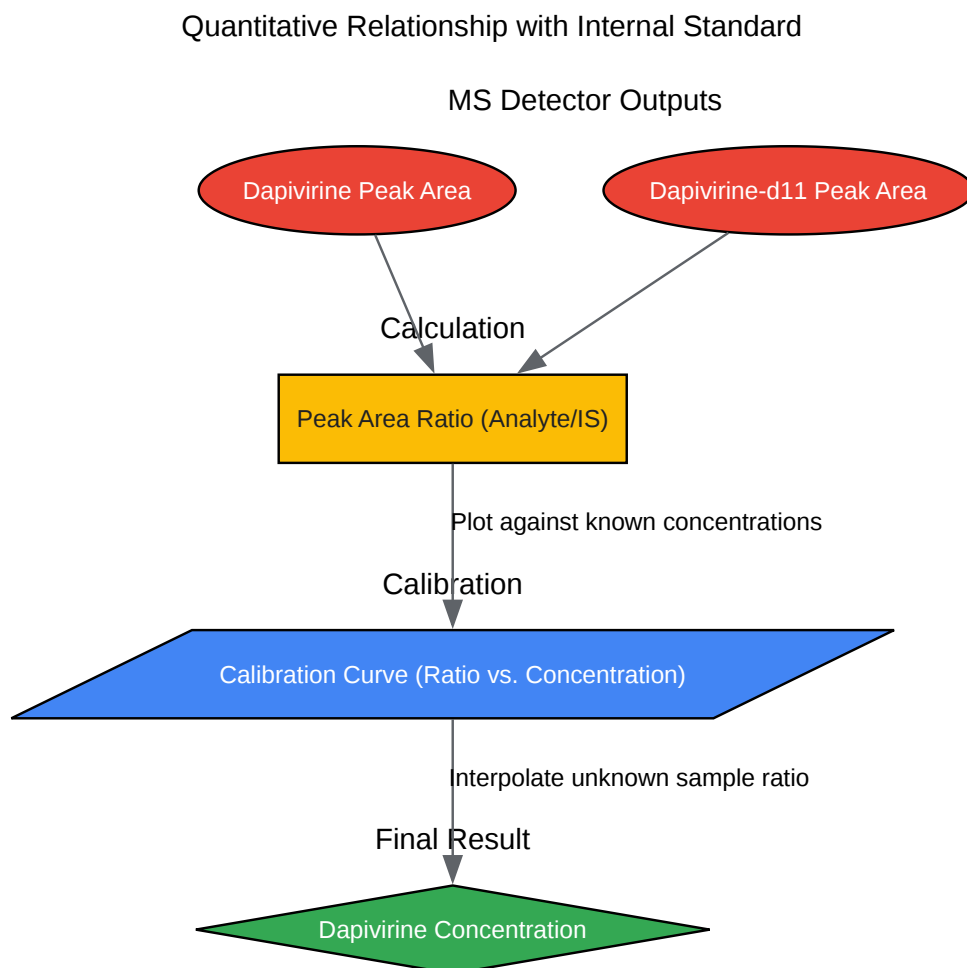 Quantitative Relationship with Internal Standard
MS Detector Outputs
Dapivirine Peak Area
Dapivirine-d11 Peak Area
Calculation
Peak Area Ratio (Analyte/IS)
Plot against known concentrations
Calibration
Calibration Curve (Ratio vs. Concentration)
Interpolate unknown sample ratio
Final Result
Dapivirine Concentration